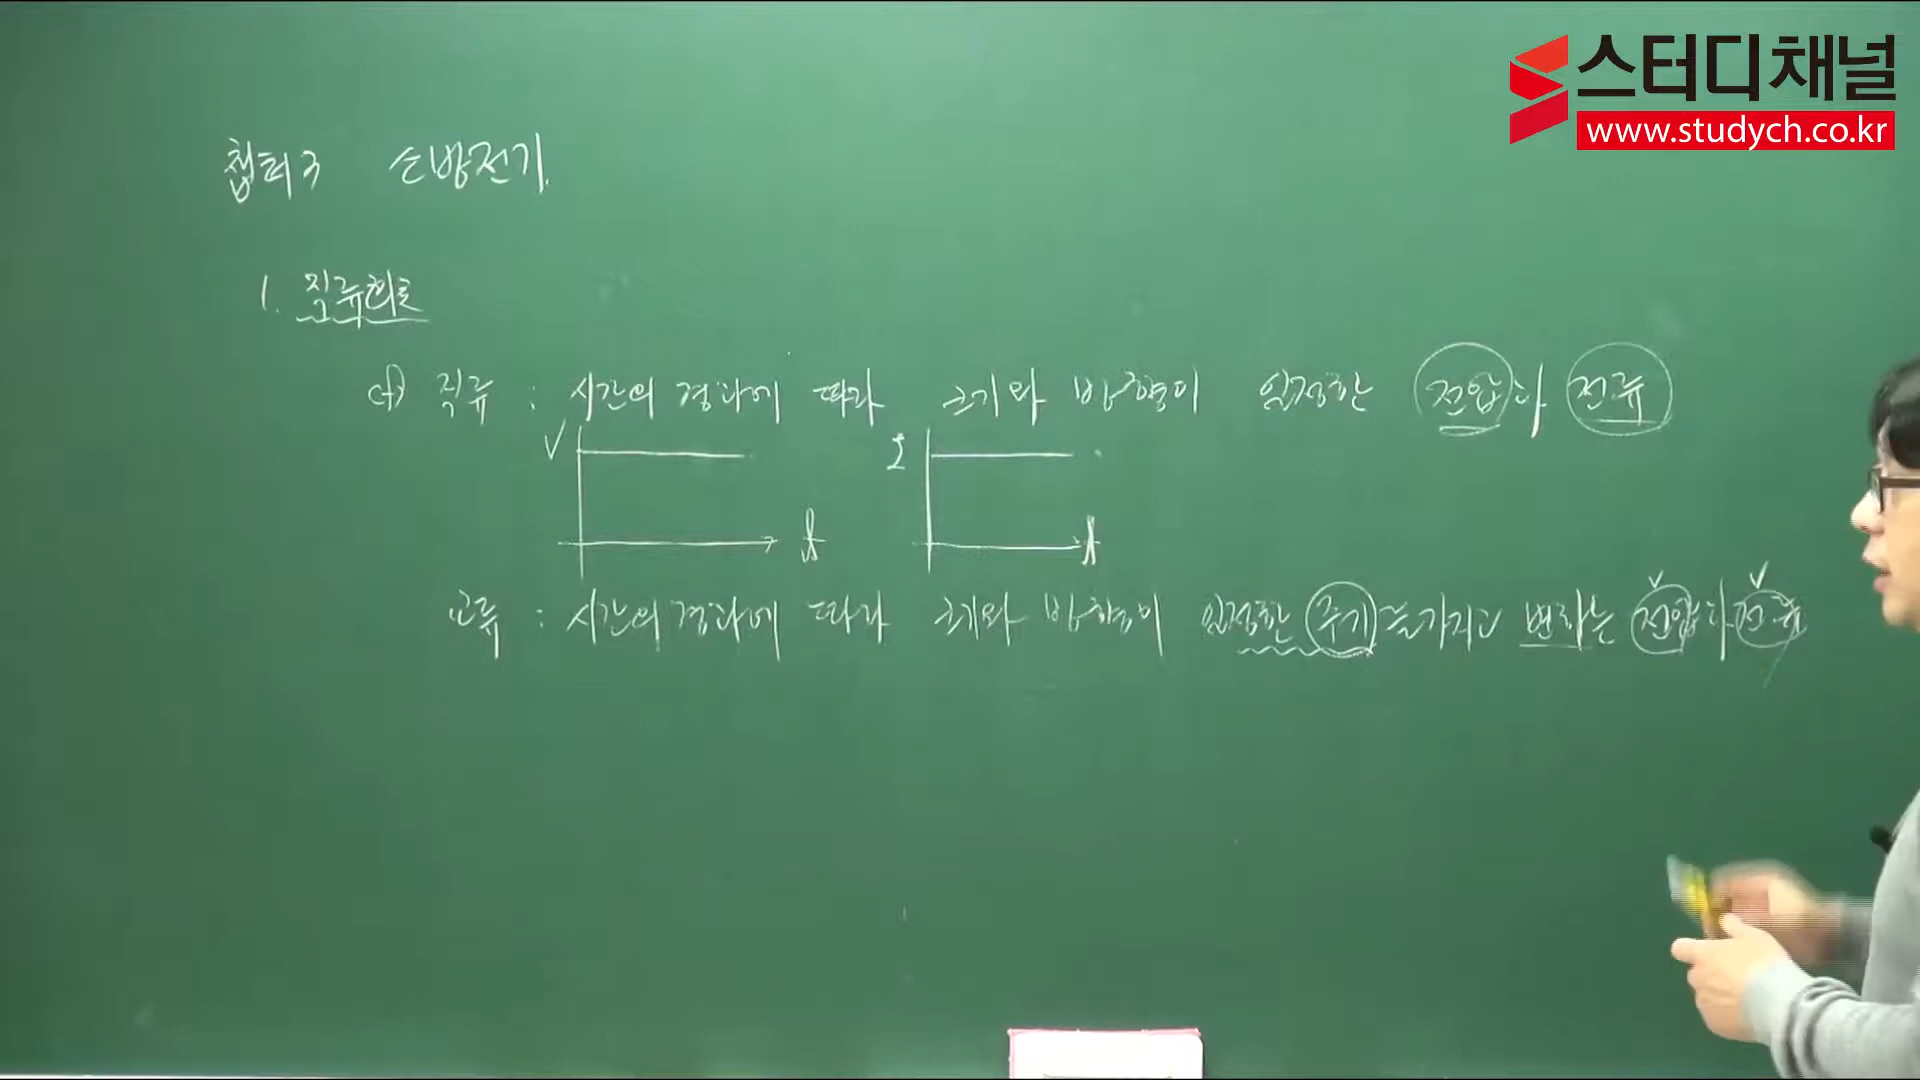 스터디채널
www.studych.co.kr
챕터3 소방전기.
1. 직류회로
cf) 직류 : 시간의 경과에 따라 크기와 방향이 일정한 전압과 전류
V t I t
교류 : 시간의 경과에 따라 크기와 방향이 일정한 주기를 가지고 변하는 전압과 전류